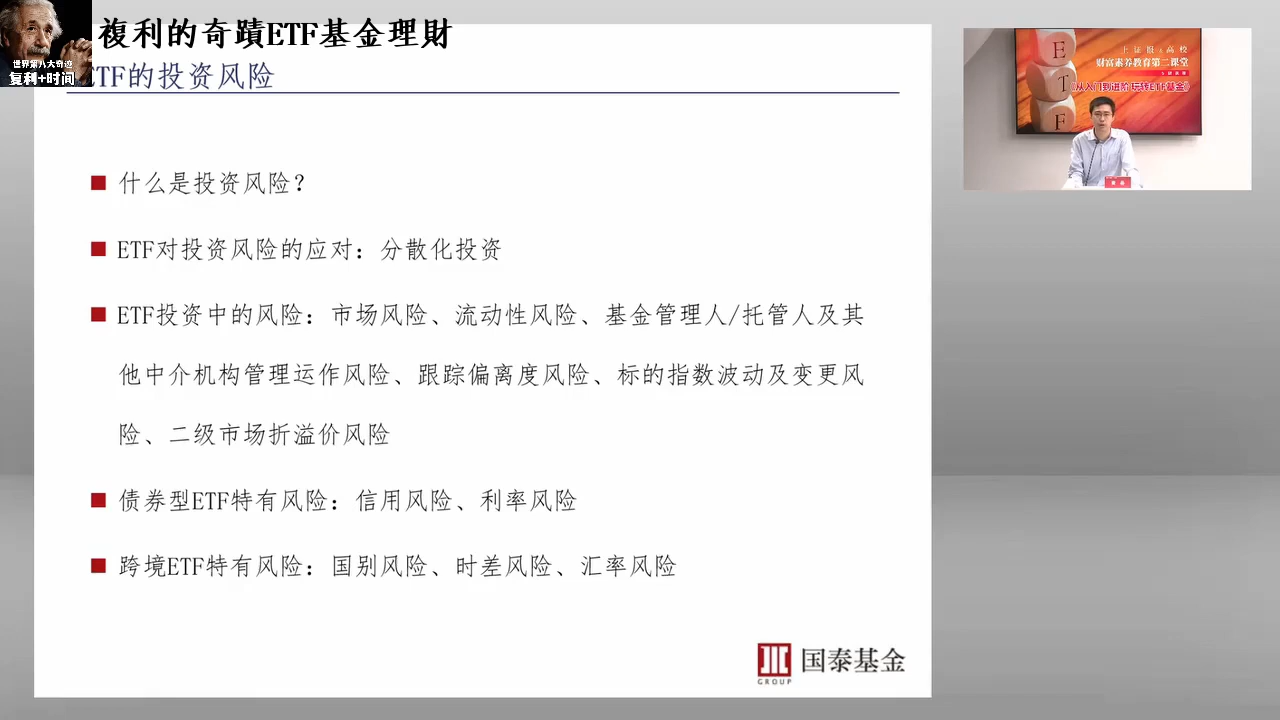 複利的奇蹟ETF基金理財
世界第八大奇迹
复利+时间
ETF的投资风险
什么是投资风险？
ETF对投资风险的应对：分散化投资
ETF投资中的风险：市场风险、流动性风险、基金管理人/托管人及其
他中介机构管理运作风险、跟踪偏离度风险、标的指数波动及变更风
险、二级市场折溢价风险
债券型ETF特有风险：信用风险、利率风险
跨境ETF特有风险：国别风险、时差风险、汇率风险
国泰基金
GROUP
上证报&高校
财富素养教育第二课堂
《从入门到进阶 玩转ETF基金》
E
T
F